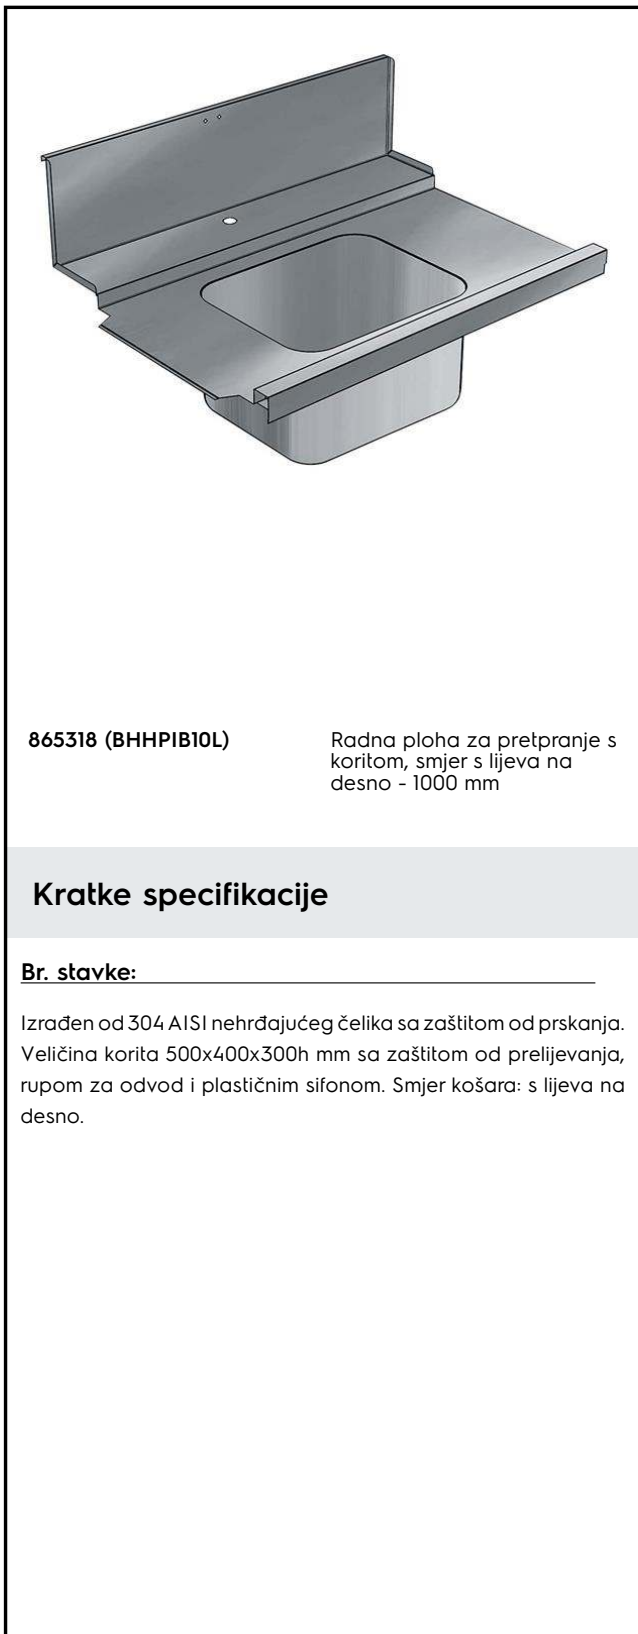 865318 (BHHPIB10L)
Radna ploha za pretpranje s
koritom, smjer s lijeva na
desno - 1000 mm
Kratke specifikacije
Br. stavke:
Izrađen od 304 AISI nehrđajućeg čelika sa zaštitom od prskanja.
Veličina korita 500x400x300h mm sa zaštitom od prelijevanja,
rupom za odvod i plastičnim sifonom. Smjer košara: s lijeva na
desno.